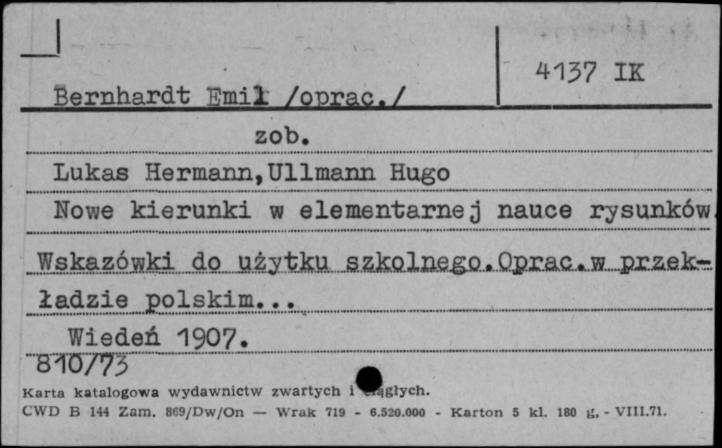 4137 IK
Bernhardt Emil /oprac./
zob.
Lukas Hermann,Ullmann Hugo
Nowe kierunki w elementarnej nauce rysunków.
Wskazówki do użytku szkolnego.Oprac.w przek-
ładzie polskim...
Wiedeń 1907.
810/73
Karta katalogowa wydawnictw zwartych i ciągłych.
CWD B 144 Zam. 869/Dw/On — Wrak 719 - 6.520.000 - Karton 5 kl. 180 g. - VIII.71.